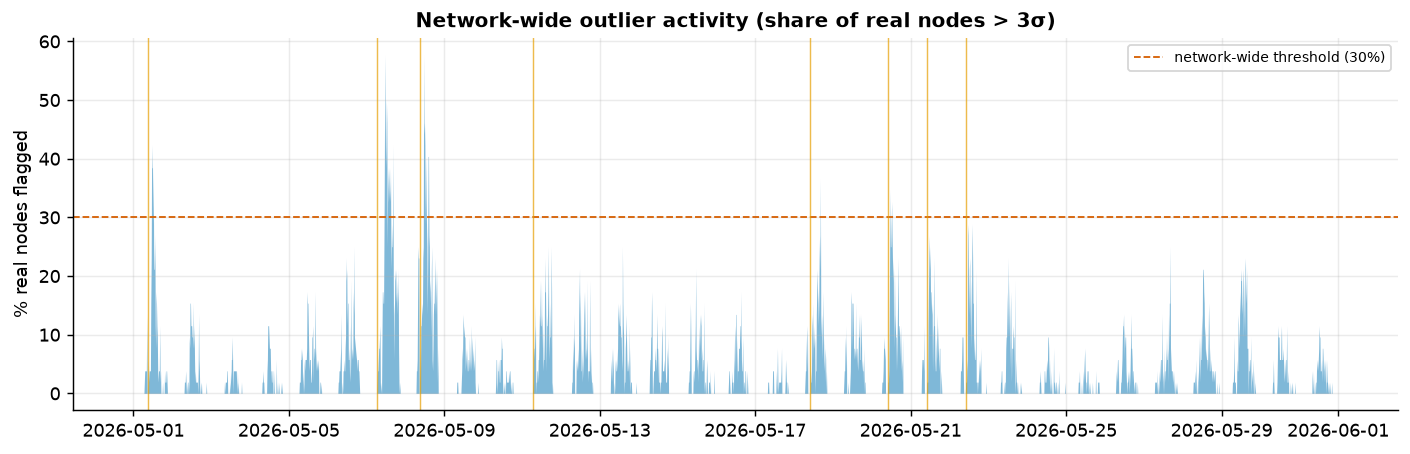 Network-wide outlier activity (share of real nodes > 3σ)
network-wide threshold (30%)
% real nodes flagged
60
50
40
30
20
10
0
2026-05-01 2026-05-05 2026-05-09 2026-05-13 2026-05-17 2026-05-21 2026-05-25 2026-05-29 2026-06-01